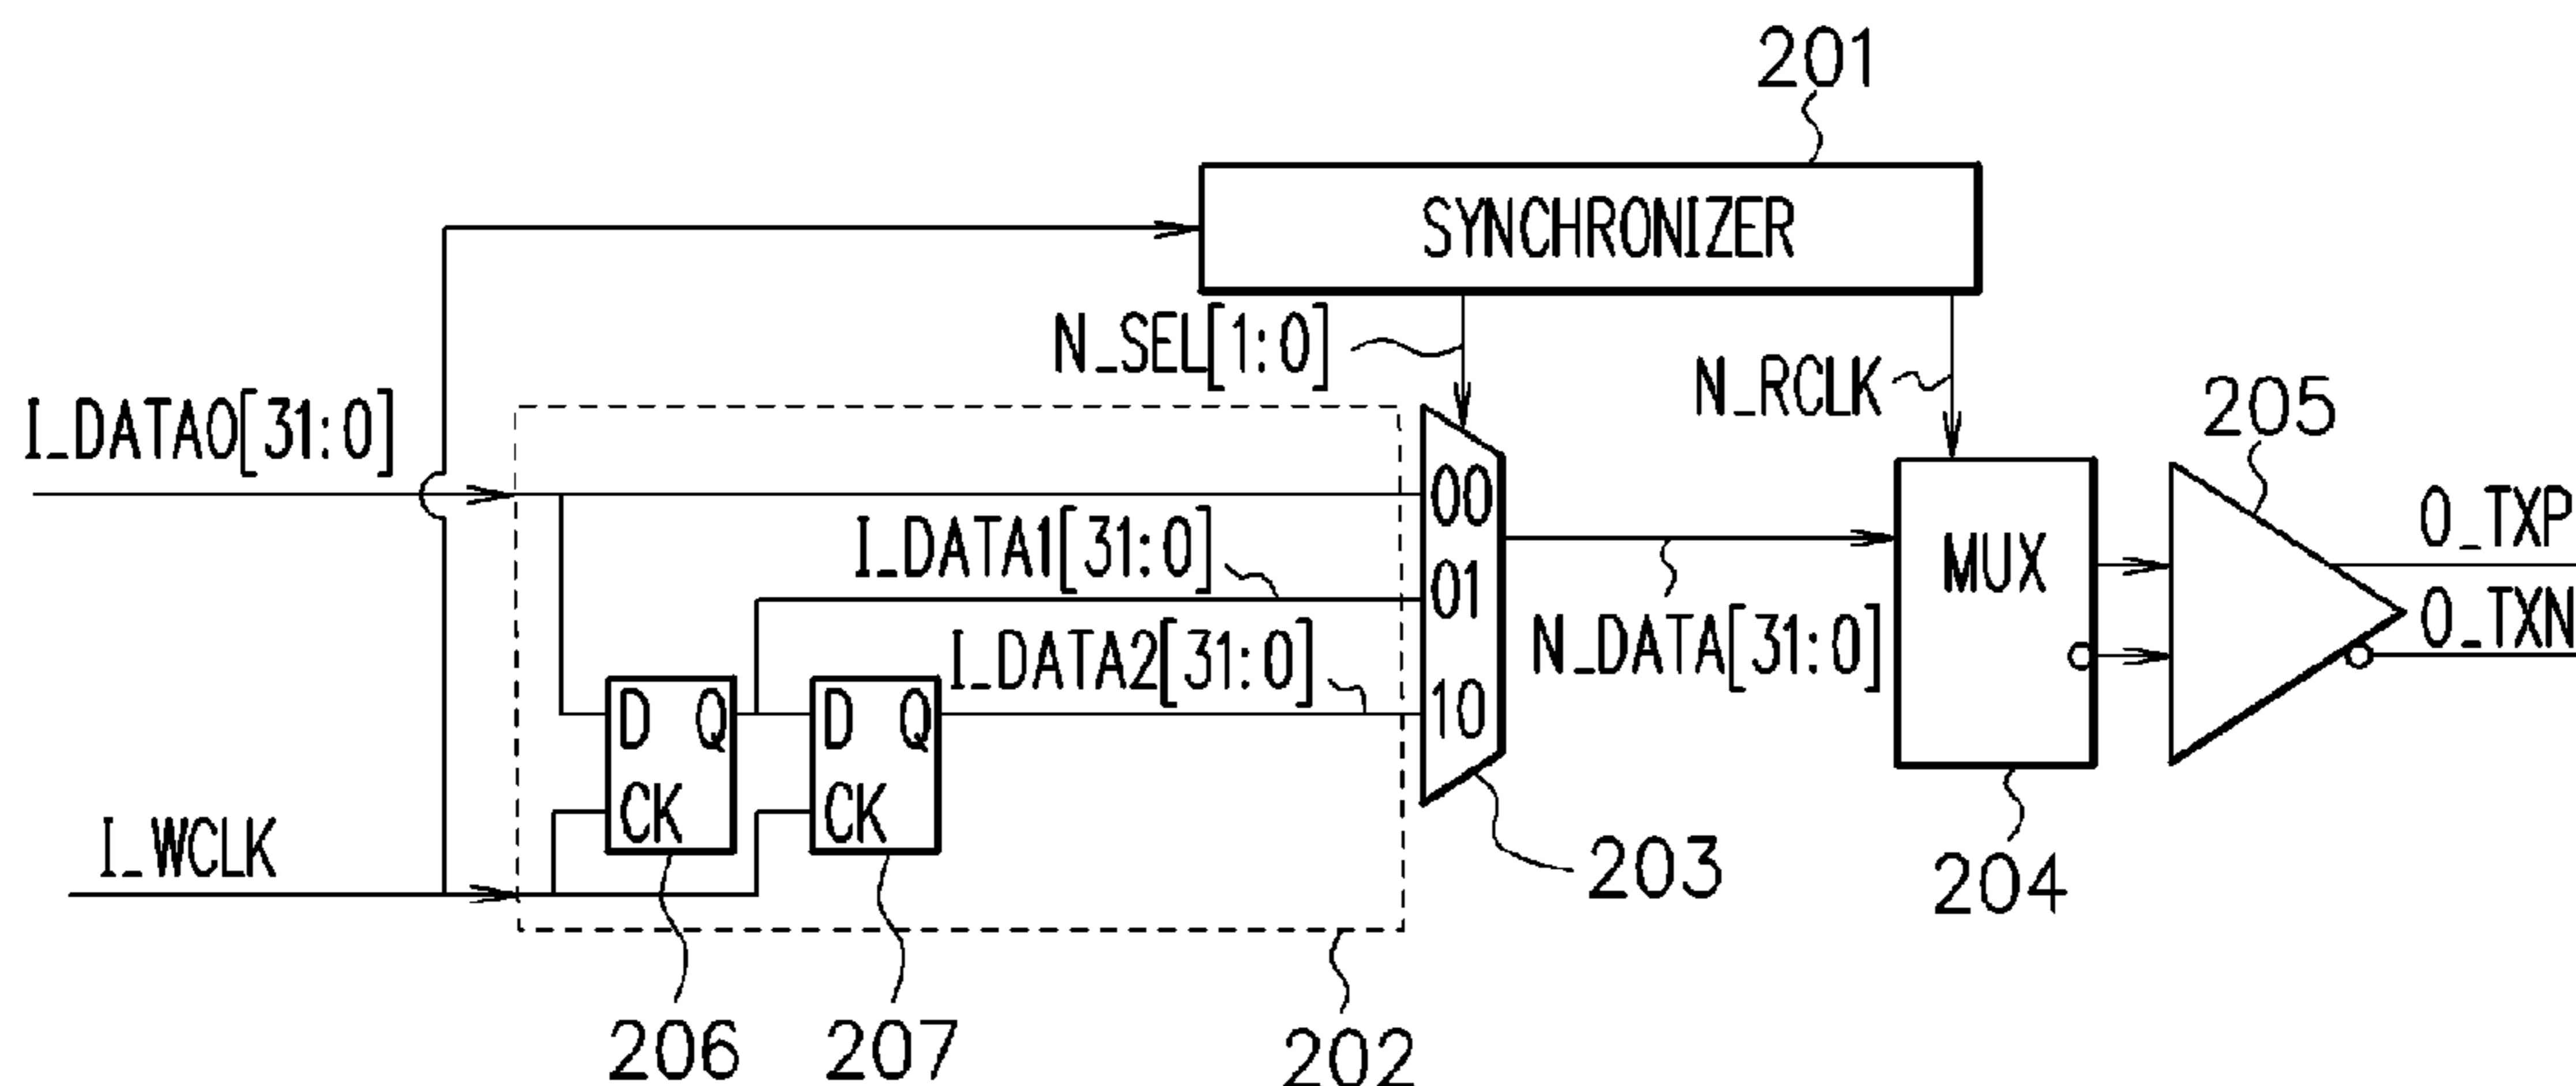 201
SYNCHRONIZER
N_SEL[1:0]
N_RCLK
205
I_DATA0[31:0]
00
O_TXP
I_DATA1[31:0]
01
MUX
O_TXN
I_DATA2[31:0]
N_DATA[31:0]
10
D Q
CK
D Q
CK
I_WCLK
203
204
206
207
202